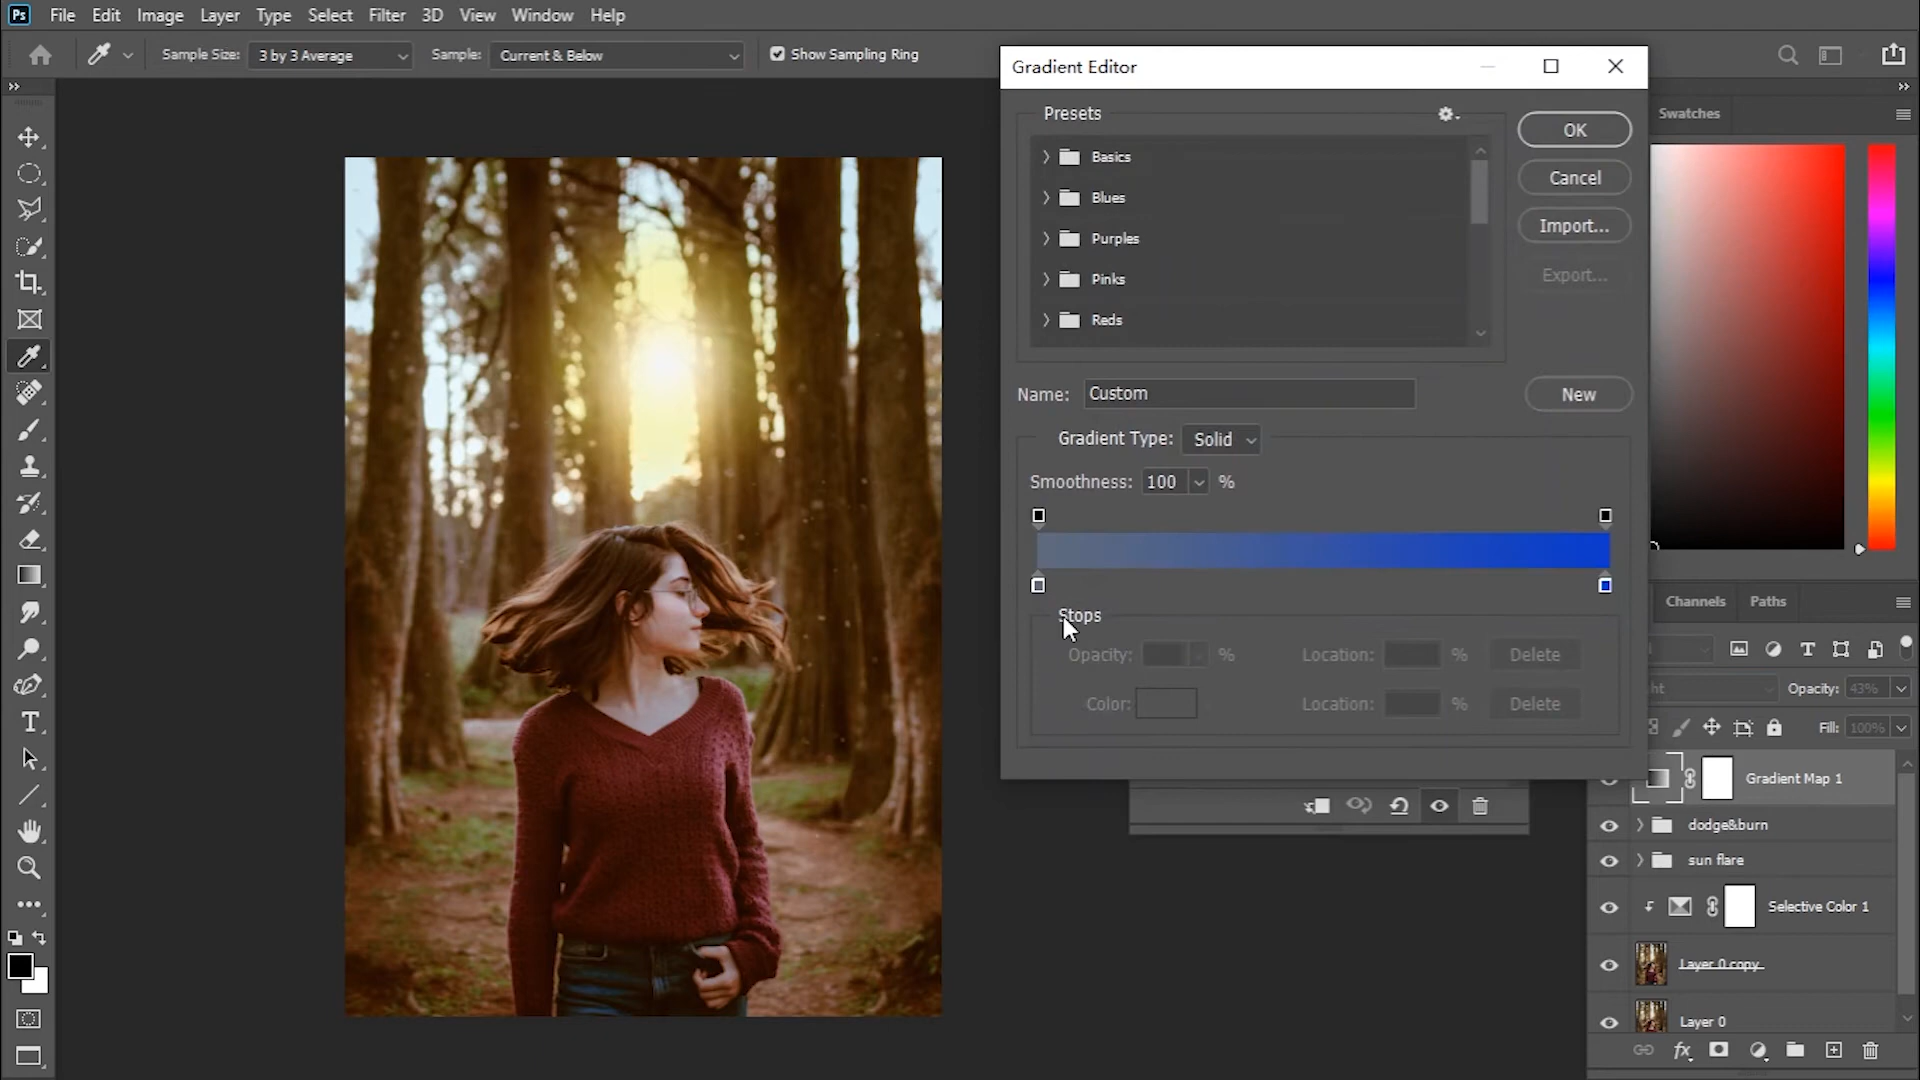 Ps File Edit Image Layer Type Select Filter 3D View Window Help
Sample Size: 3 by 3 Average Sample: Current & Below Show Sampling Ring
Gradient Editor
Presets
Basics
Blues
Purples
Pinks
Reds
OK
Cancel
Import...
Export...
Name: Custom
New
Gradient Type: Solid
Smoothness: 100 %
Stops
Opacity: % Location: % Delete
Color: Location: % Delete
Swatches
Channels Paths
Opacity: 43%
Fill: 100%
Gradient Map 1
dodge&burn
sun flare
Selective Color 1
Layer 0 copy
Layer 0